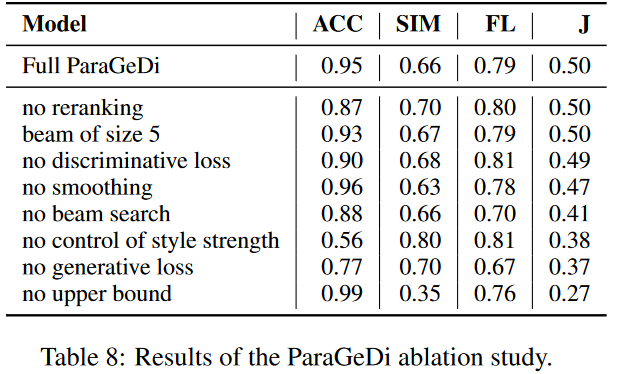 Model ACC SIM FL J
Full ParaGeDi 0.95 0.66 0.79 0.50
no reranking 0.87 0.70 0.80 0.50
beam of size 5 0.93 0.67 0.79 0.50
no discriminative loss 0.90 0.68 0.81 0.49
no smoothing 0.96 0.63 0.78 0.47
no beam search 0.88 0.66 0.70 0.41
no control of style strength 0.56 0.80 0.81 0.38
no generative loss 0.77 0.70 0.67 0.37
no upper bound 0.99 0.35 0.76 0.27
Table 8: Results of the ParaGeDi ablation study.